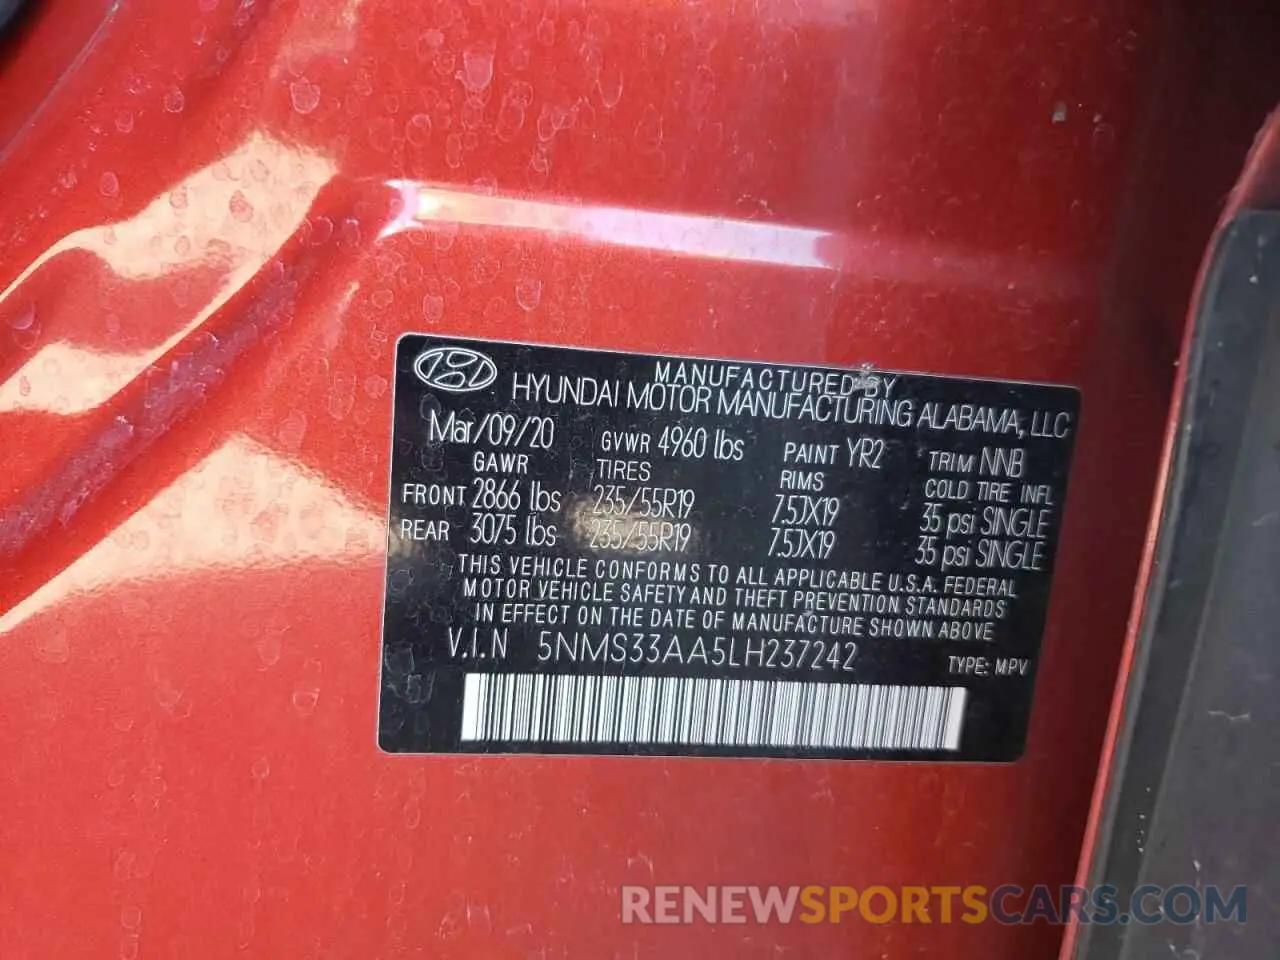 MANUFACTURED BY
HYUNDAI MOTOR MANUFACTURING ALABAMA, LLC
Mar/09/20 GVWR 4960 lbs PAINT YR2 TRIM NNB
GAWR TIRES RIMS COLD TIRE INFL
FRONT 2866 lbs 235/55R19 7.5JX19 35 psi SINGLE
REAR 3075 lbs 235/55R19 7.5JX19 35 psi SINGLE
THIS VEHICLE CONFORMS TO ALL APPLICABLE U.S.A. FEDERAL
MOTOR VEHICLE SAFETY AND THEFT PREVENTION STANDARDS
IN EFFECT ON THE DATE OF MANUFACTURE SHOWN ABOVE
V.I.N 5NMS33AA5LH237242 TYPE: MPV
RENEWSPORTSCARS.COM